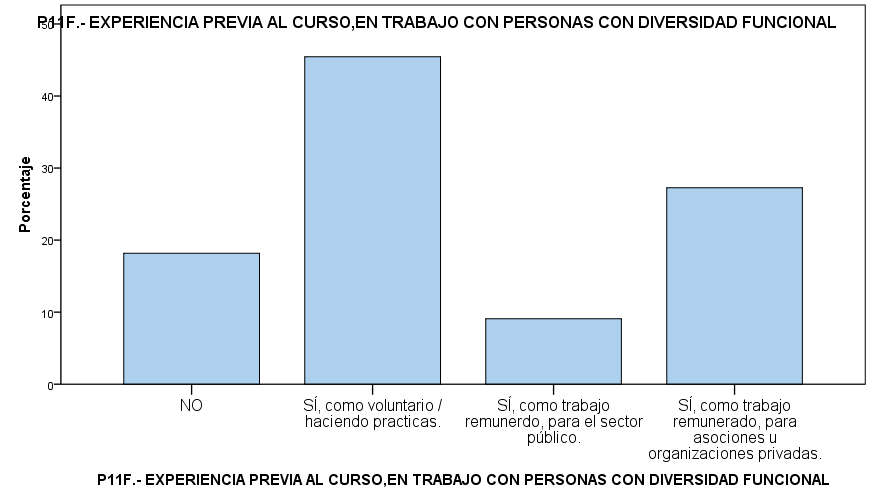 P11F.- EXPERIENCIA PREVIA AL CURSO,EN TRABAJO CON PERSONAS CON DIVERSIDAD FUNCIONAL
50
40
30
20
10
0
Porcentaje
NO
SÍ, como voluntario /
haciendo practicas.
SÍ, como trabajo
remunerdo, para el sector
público.
SÍ, como trabajo
remunerado, para
asociones u
organizaciones privadas.
P11F.- EXPERIENCIA PREVIA AL CURSO,EN TRABAJO CON PERSONAS CON DIVERSIDAD FUNCIONAL